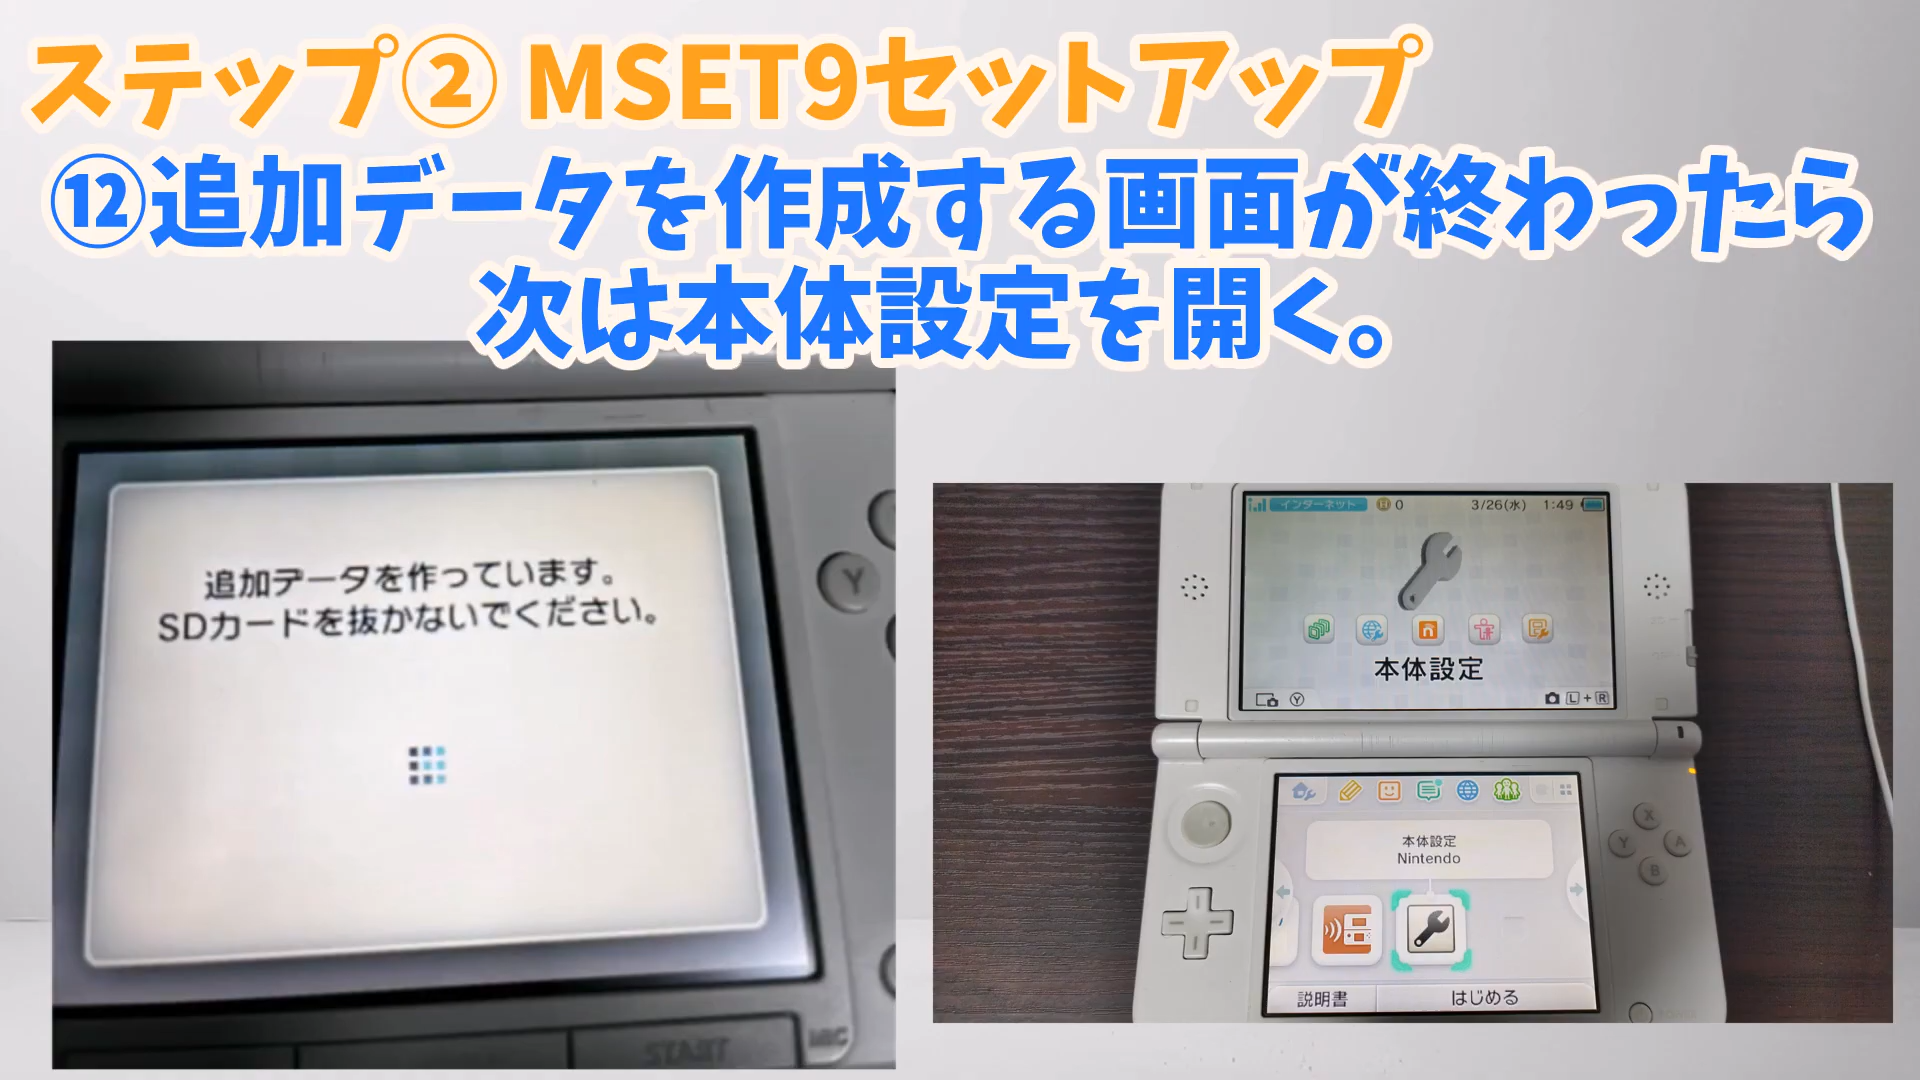 ステップ② MSET9セットアップ
⑫追加データを作成する画面が終わったら
次は本体設定を開く。
追加データを作っています。
SDカードを抜かないでください。
Y
START
MIC
インターネット 0 3/26(水) 1:49
本体設定
Y L + R
本体設定
Nintendo
説明書 はじめる
X
Y A
B